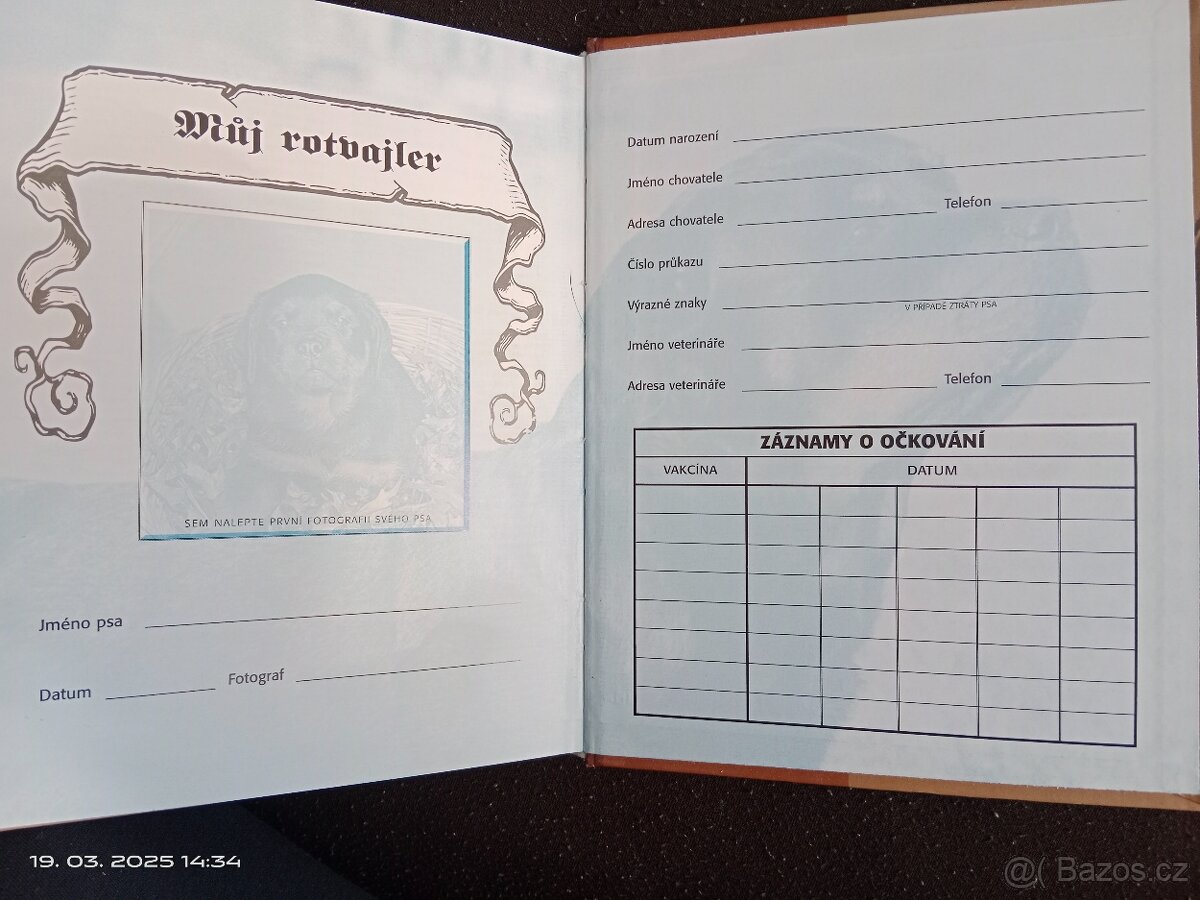 Můj rotvajler
SEM NALEPTE PRVNÍ FOTOGRAFII SVÉHO PSA
Jméno psa
Datum Fotograf
Datum narození
Jméno chovatele
Adresa chovatele Telefon
Číslo průkazu
Výrazné znaky
V PŘÍPADĚ ZTRÁTY PSA
Jméno veterináře
Adresa veterináře Telefon
ZÁZNAMY O OČKOVÁNÍ
VAKCÍNA DATUM
19. 03. 2025 14:34
@( Bazos.cz